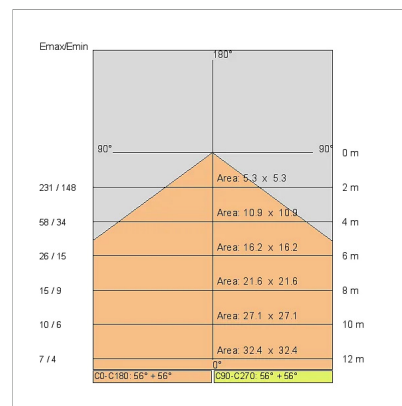 Emax/Emin
180°
90° 90° 0 m
Area: 5.3 x 5.3
231 / 148 2 m
Area: 10.9 x 10.9
58 / 34 4 m
Area: 16.2 x 16.2
26 / 15 6 m
Area: 21.6 x 21.6
15 / 9 8 m
Area: 27.1 x 27.1
10 / 6 10 m
Area: 32.4 x 32.4
7 / 4 12 m
0°
C0-C180: 56° + 56° C90-C270: 56° + 56°